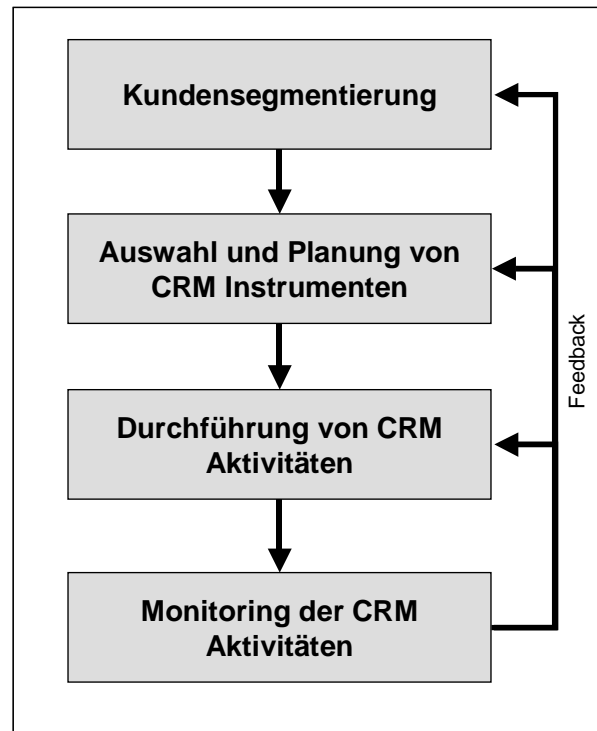 Kundensegmentierung
Auswahl und Planung von
CRM Instrumenten
Durchführung von CRM
Aktivitäten
Monitoring der CRM
Aktivitäten
Feedback